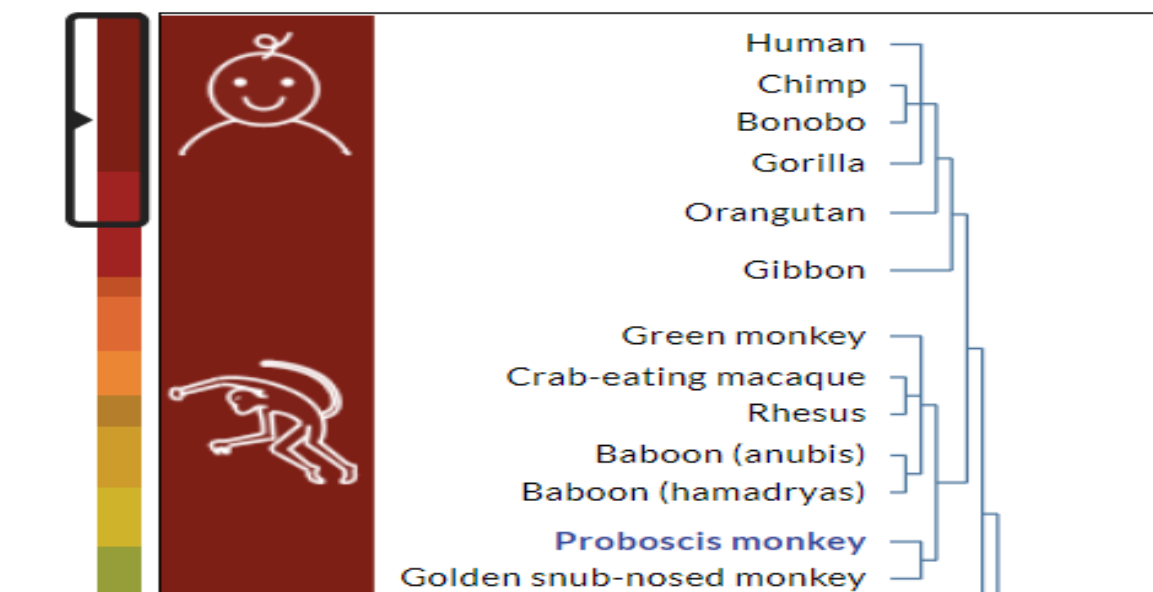 Human
Chimp
Bonobo
Gorilla
Orangutan
Gibbon
Green monkey
Crab-eating macaque
Rhesus
Baboon (anubis)
Baboon (hamadryas)
Proboscis monkey
Golden snub-nosed monkey